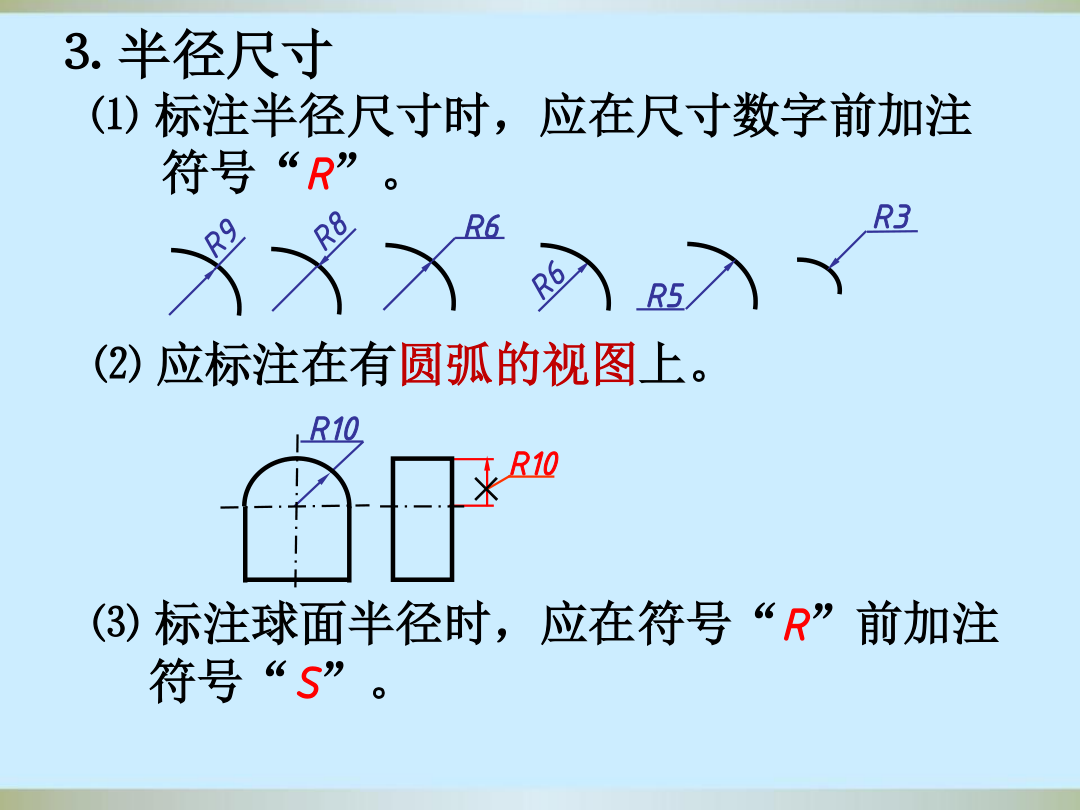 3. 半径尺寸
⑴ 标注半径尺寸时，应在尺寸数字前加注
符号“R”。
R9 R8 R6 R6 R5 R3
⑵ 应标注在有圆弧的视图上。
R10
R10
⑶ 标注球面半径时，应在符号“R”前加注
符号“S”。